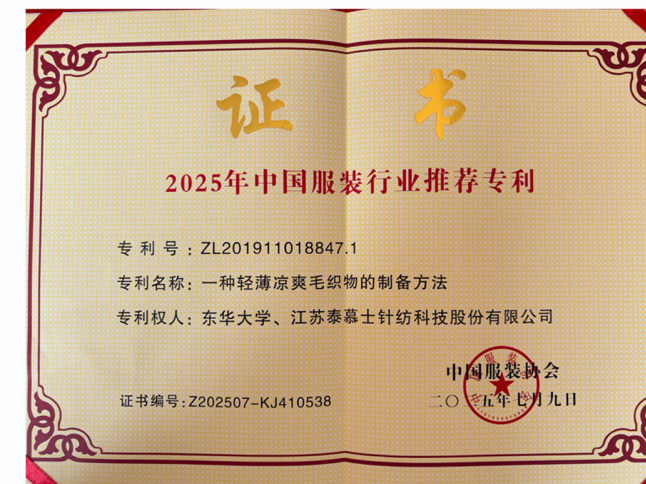 证书
2025年中国服装行业推荐专利
专利号：ZL201911018847.1
专利名称：一种轻薄凉爽毛织物的制备方法
专利权人：东华大学、江苏泰慕士针纺科技股份有限公司
中国服装协会
证书编号：Z202507-KJ410538
二〇二五年七月九日